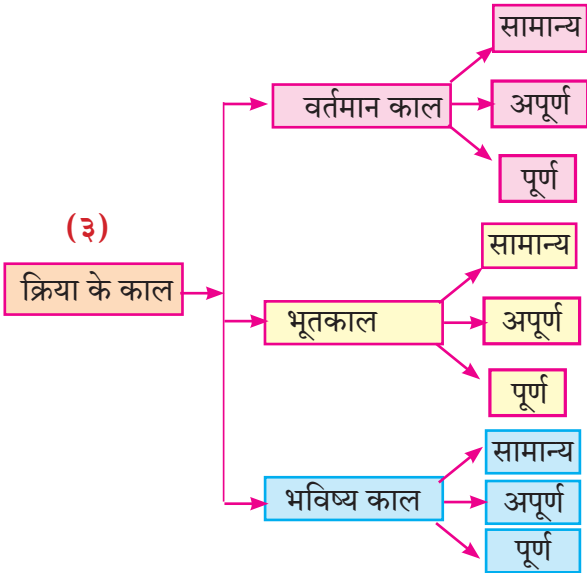 (३)
क्रिया के काल
वर्तमान काल
सामान्य
अपूर्ण
पूर्ण
भूतकाल
सामान्य
अपूर्ण
पूर्ण
भविष्य काल
सामान्य
अपूर्ण
पूर्ण